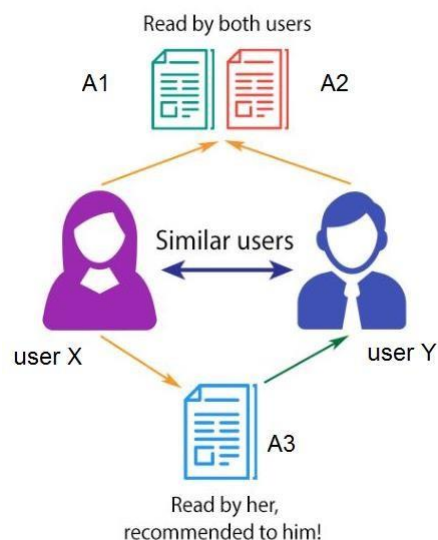 Read by both users
A1
A2
Similar users
user X
user Y
A3
Read by her,
recommended to him!